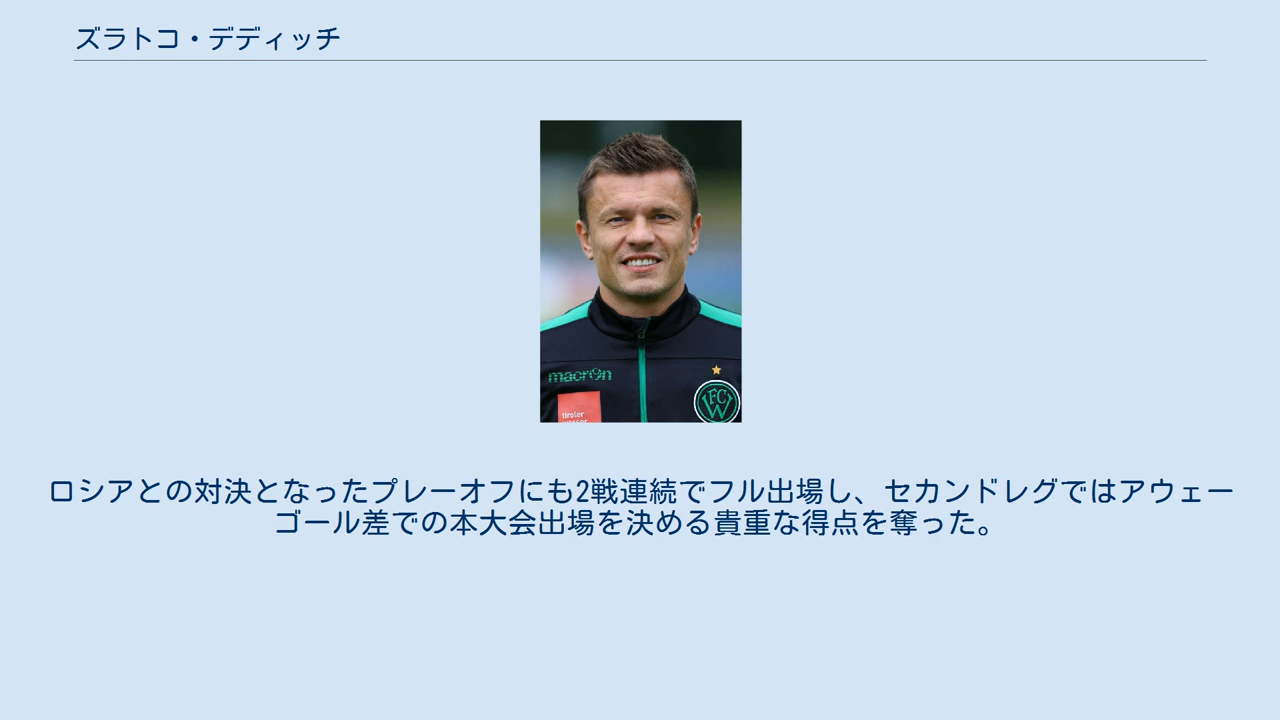 ズラトコ・デディッチ
macron
tiroler
FCW
ロシアとの対決となったプレーオフにも2戦連続でフル出場し、セカンドレグではアウェー
ゴール差での本大会出場を決める貴重な得点を奪った。